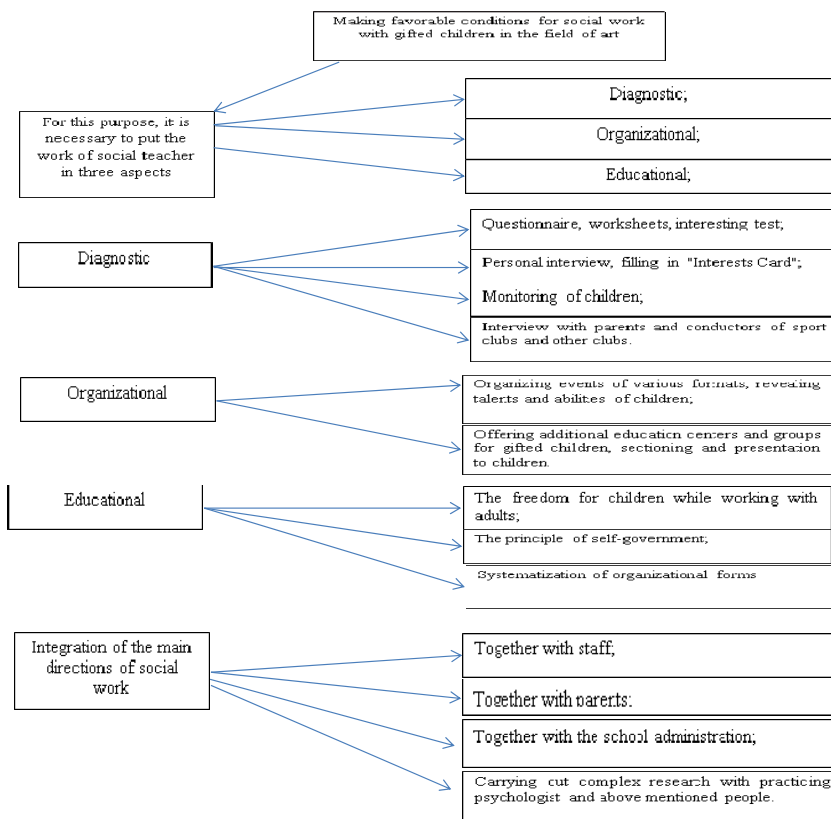 Making favorable conditions for social work
with gifted children in the field of art
For this purpose, it is
necessary to put the
work of social teacher
in three aspects
Diagnostic;
Organizational;
Educational;
Diagnostic
Questionnaire, worksheets, interesting test;
Personal interview, filling in "Interests Card";
Monitoring of children;
Interview with parents and conductors of sport
clubs and other clubs.
Organizational
Organizing events of various formats, revealing
talents and abilities of children;
Offering additional education centers and groups
for gifted children, sectioning and presentation
to children.
Educational
The freedom for children while working with
adults;
The principle of self-government;
Systematization of organizational forms
Integration of the main
directions of social
work
Together with staff;
Together with parents;
Together with the school administration;
Carrying cut complex research with practicing
psychologist and above mentioned people.